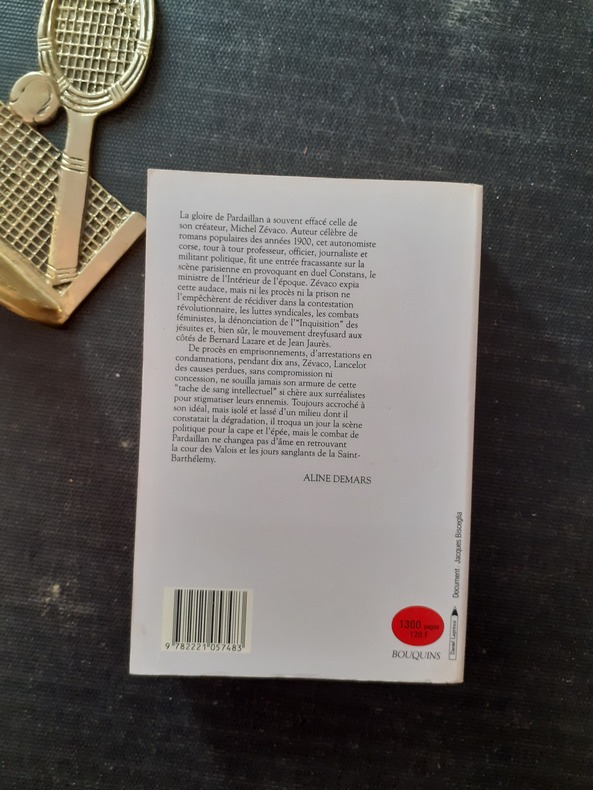 La gloire de Pardaillan a souvent effacé celle de
son créateur, Michel Zévaco. Auteur célèbre de
romans populaires des années 1900, cet autonomiste
corse, tour à tour professeur, officier, journaliste et
militant politique, fit une entrée fracassante sur la
scène parisienne en provoquant en duel Constans, le
ministre de l'Intérieur de l'époque. Zévaco expia
cette audace, mais ni les procès ni la prison ne
l'empêchèrent de récidiver dans la contestation
révolutionnaire, les luttes syndicales, les combats
féministes, la dénonciation de l'"Inquisition" des
jésuites et, bien sûr, le mouvement dreyfusard aux
côtés de Bernard Lazare et de Jean Jaurès.
De procès en emprisonnements, d'arrestations en
condamnations, pendant dix ans, Zévaco, Lancelot
des causes perdues, sans compromission ni
concession, ne souilla jamais son armure de cette
"tache de sang intellectuel" si chère aux surréalistes
pour stigmatiser leurs ennemis. Toujours accroché à
son idéal, mais isolé et lassé d'un milieu dont il
constatait la dégradation, il troqua un jour la scène
politique pour la cape et l'épée, mais le combat de
Pardaillan ne changea pas d'âme en retrouvant
la cour des Valois et les jours sanglants de la Saint-
Barthélemy.
ALINE DEMARS
Document : Jacques Bisceglia
9 782221 057483
1300 pages
120 F
BOUQUINS